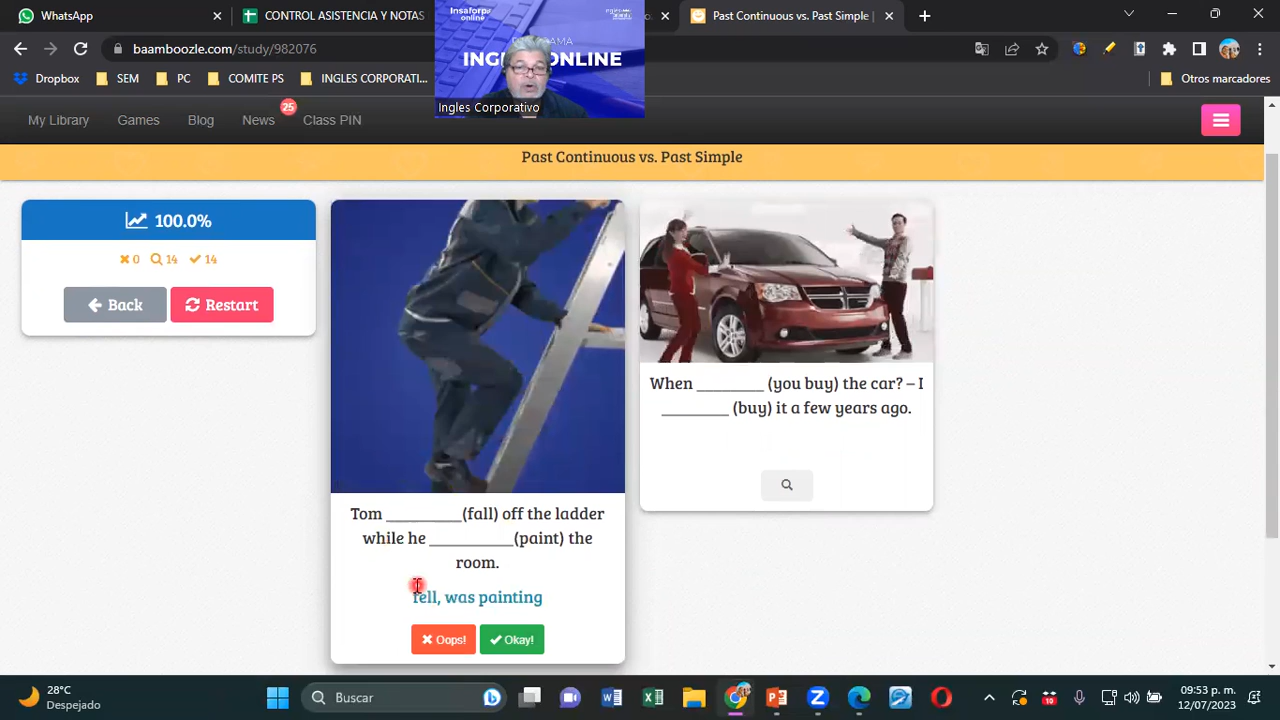 WhatsApp
CONTROL ASISTENCIA Y NOTAS
Past Continuous vs. Past Simple |
baamboozle.com/study/982076
Dropbox
SEM
PC
COMITE PS
INGLES CORPORATI...
Otros marcadores
Insaforp
online
INGLES ONLINE
Ingles Corporativo
My Library
Games
Blog
News
25
Class PIN
Past Continuous vs. Past Simple
100.0%
0 14 14
Back
Restart
Tom _________(fall) off the ladder
while he __________(paint) the
room.
fell, was painting
Oops!
Okay!
When ________ (you buy) the car? – I
________ (buy) it a few years ago.
28°C
Despejado
Buscar
10
09:53 p. m.
12/07/2023